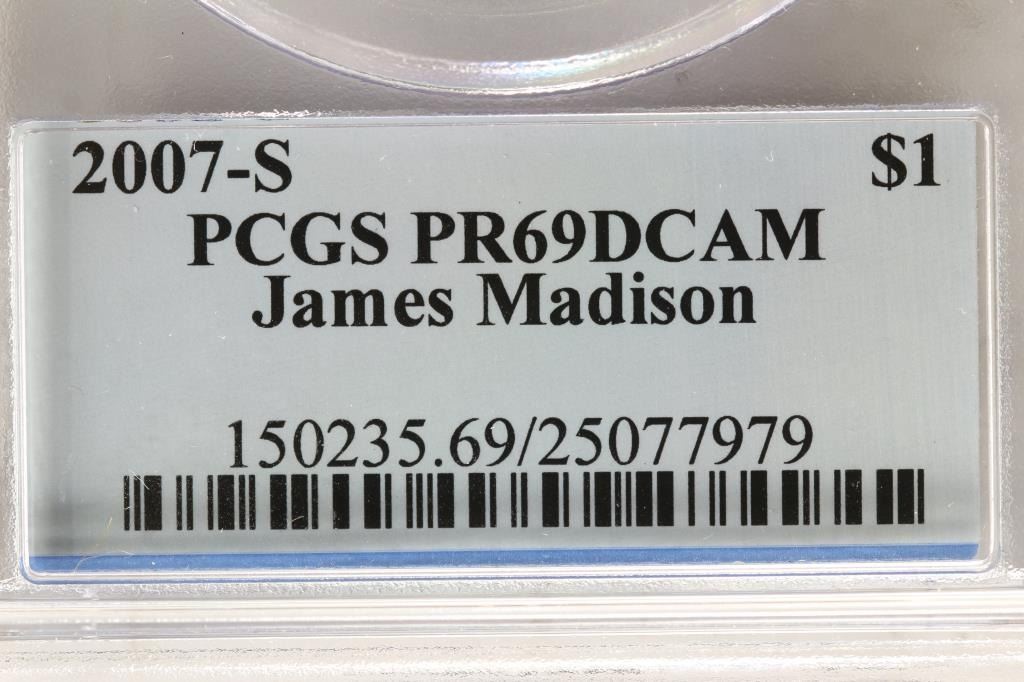 2007-S $1
PCGS PR69DCAM
James Madison
150235.69/25077979